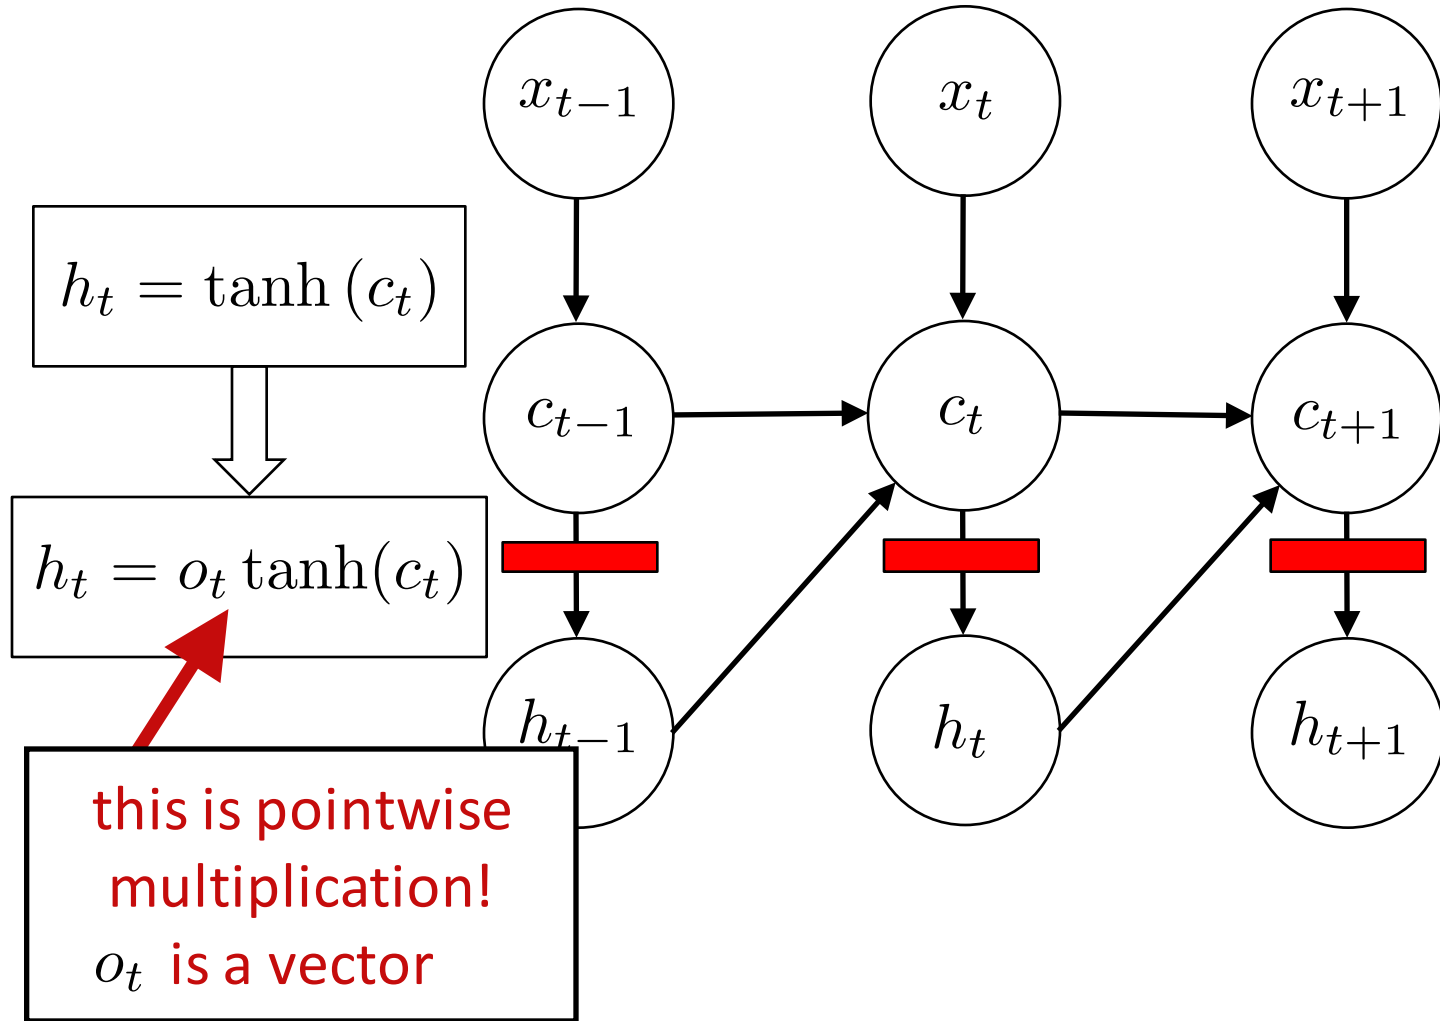 x_{t-1} x_t x_{t+1}
h_t = tanh (c_t)
c_{t-1} c_t c_{t+1}
h_t = o_t tanh(c_t)
h_{t-1} h_t h_{t+1}
this is pointwise
multiplication!
o_t is a vector